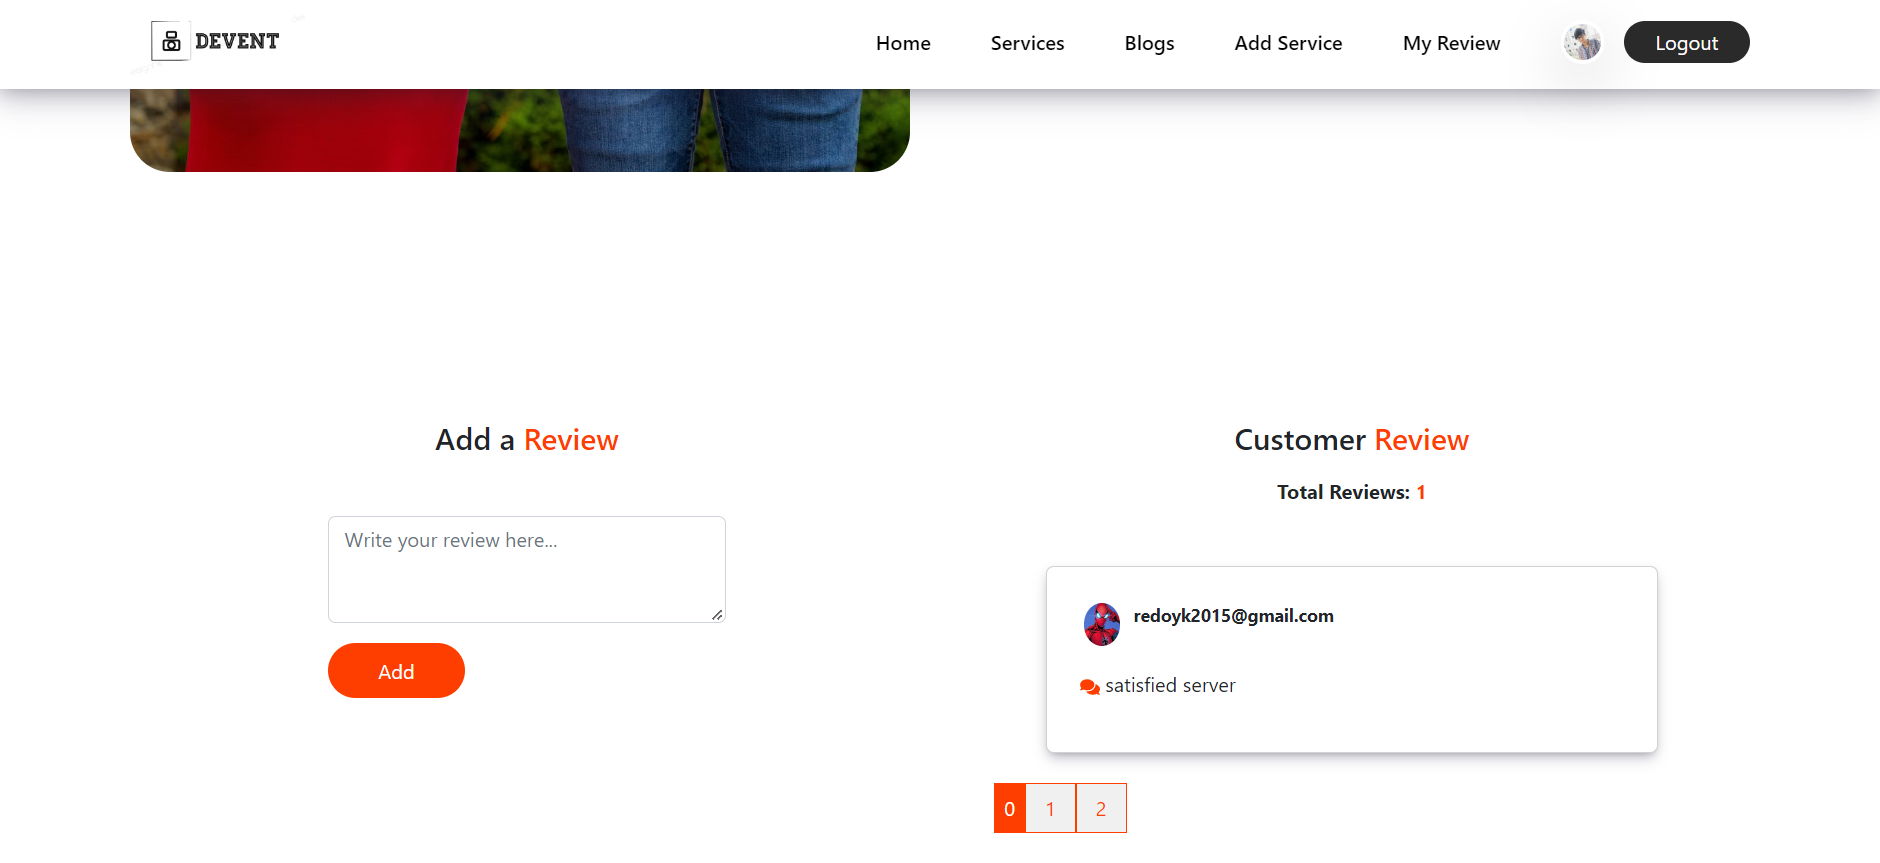 DEVENT
Home Services Blogs Add Service My Review Logout
Add a Review
Write your review here...
Add
Customer Review
Total Reviews: 1
redoyk2015@gmail.com
satisfied server
0 1 2